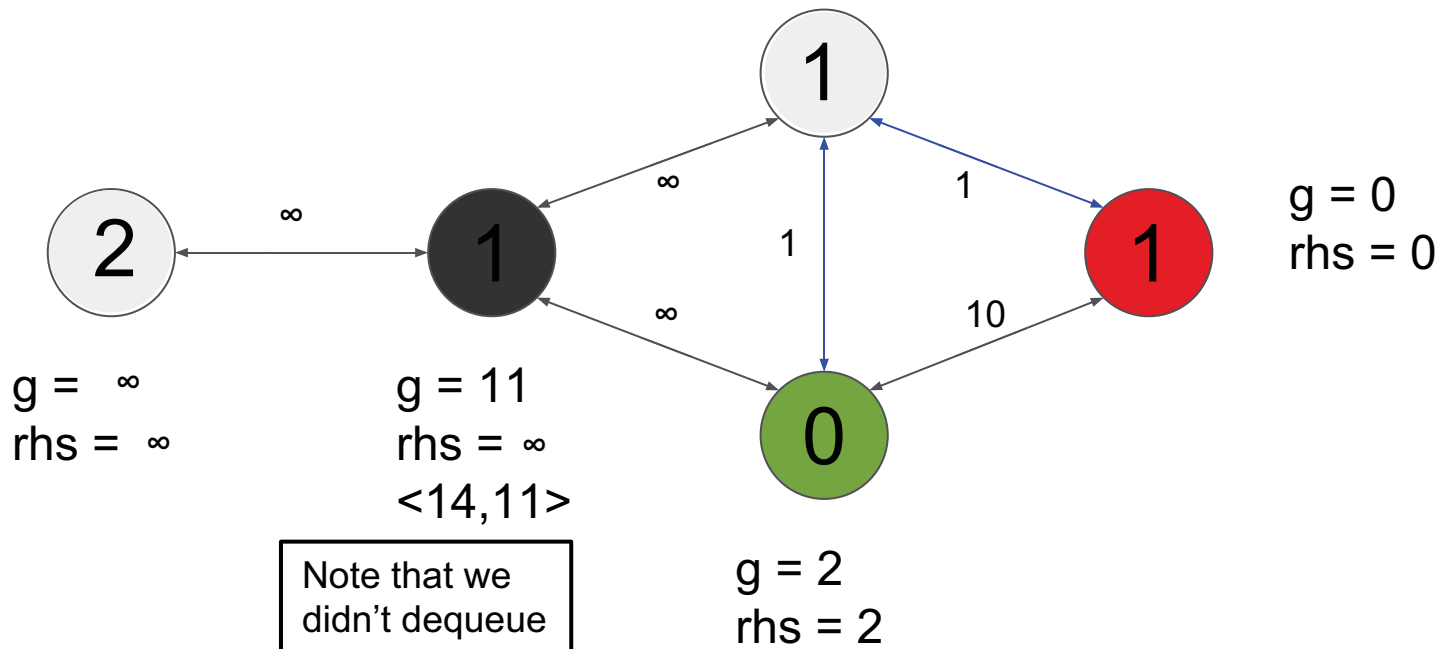 1
∞
1
g = 0
rhs = 0
2
∞
1
1
1
∞
10
g = ∞
rhs = ∞
g = 11
rhs = ∞
<14,11>
0
Note that we
didn’t dequeue
g = 2
rhs = 2